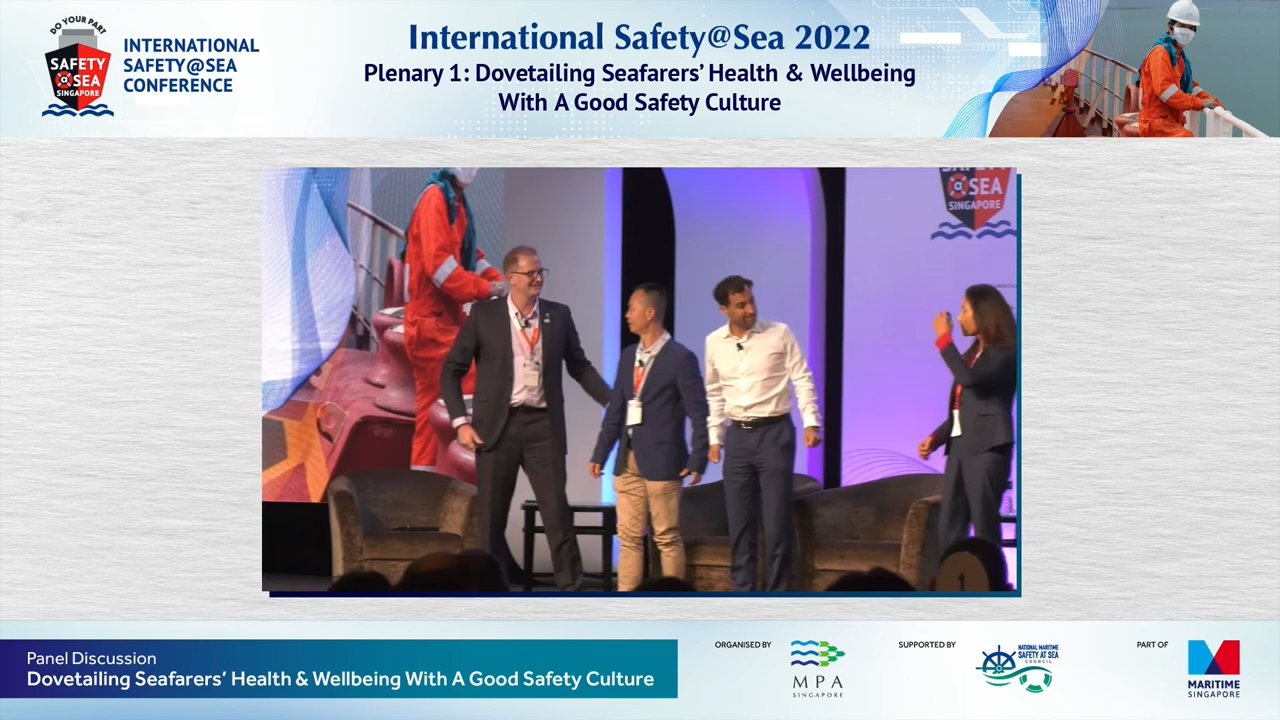 DO YOUR PART
SAFETY
@SEA
SINGAPORE
INTERNATIONAL
SAFETY@SEA
CONFERENCE
International Safety@Sea 2022
Plenary 1: Dovetailing Seafarers' Health & Wellbeing
With A Good Safety Culture
SAFETY
@SEA
SINGAPORE
1
Panel Discussion
Dovetailing Seafarers' Health & Wellbeing With A Good Safety Culture
ORGANISED BY
MPA
SINGAPORE
SUPPORTED BY
NATIONAL MARITIME
SAFETY AT SEA
COUNCIL
PART OF
MARITIME
SINGAPORE